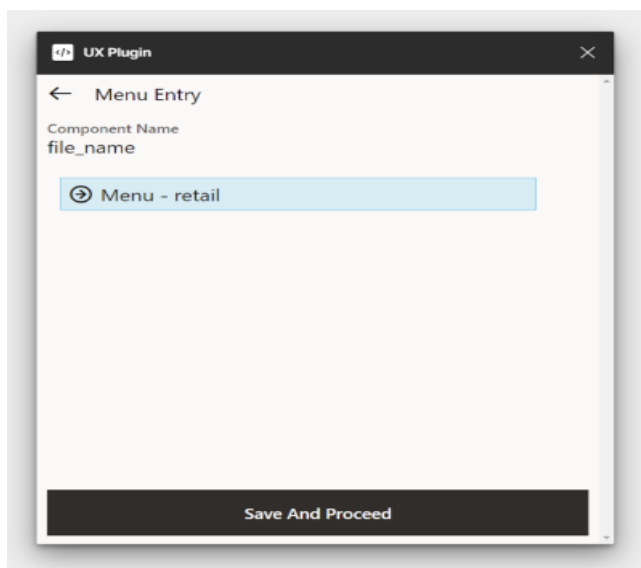 </> UX Plugin
Menu Entry
Component Name
file_name
Menu - retail
Save And Proceed